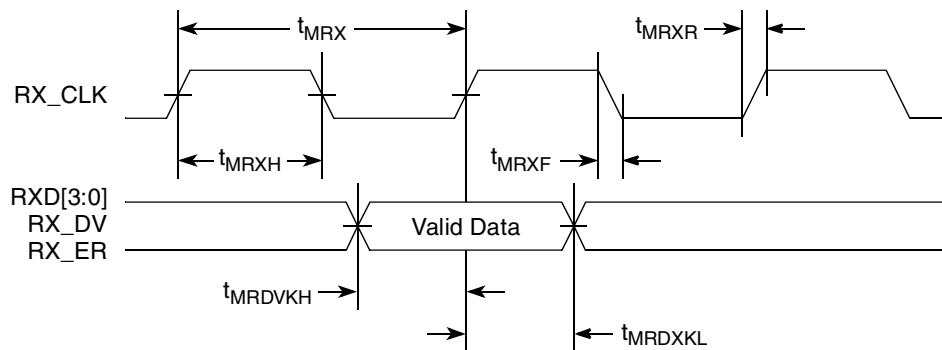 tMRX
tMRXR
RX_CLK
tMRXH
tMRXF
RXD[3:0]
RX_DV
Valid Data
RX_ER
tMRDVKH
tMRDXKL